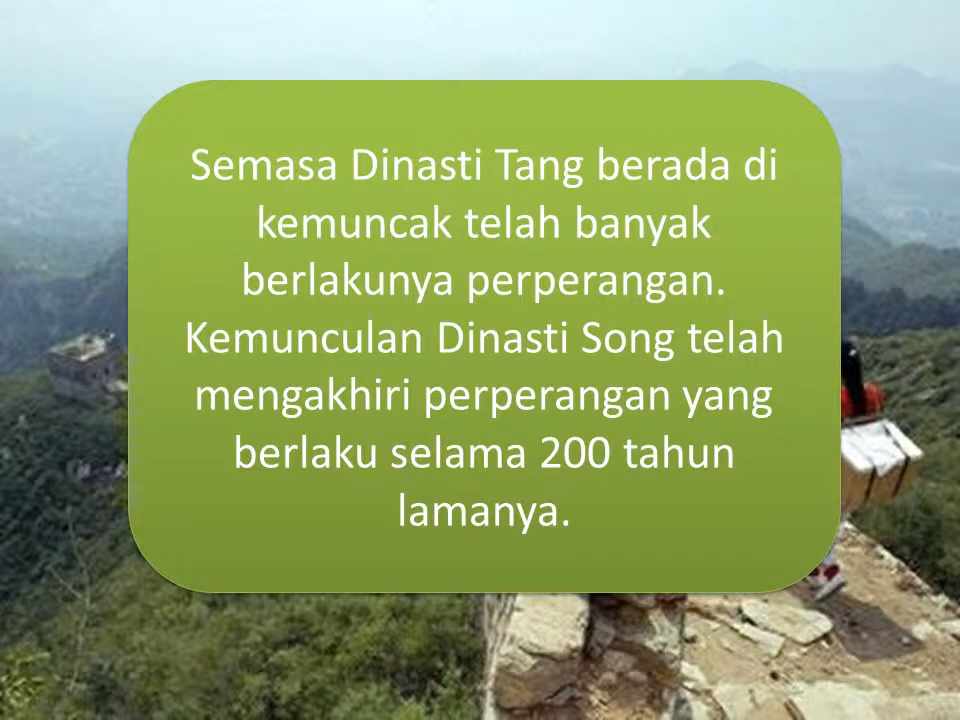 Semasa Dinasti Tang berada di
kemuncak telah banyak
berlakunya perperangan.
Kemunculan Dinasti Song telah
mengakhiri perperangan yang
berlaku selama 200 tahun
lamanya.